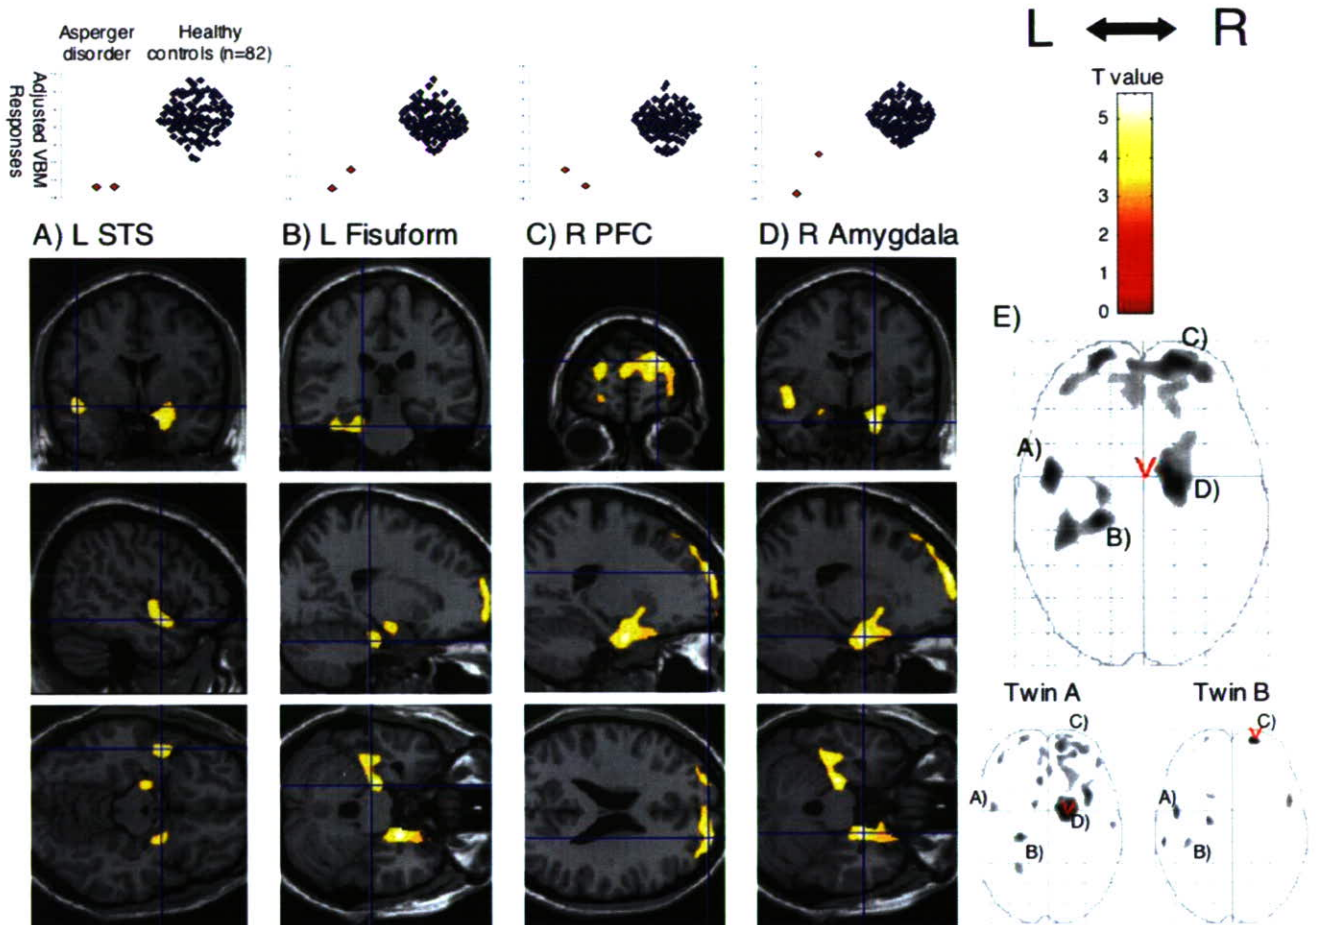 Asperger disorder
Healthy controls (n=82)
L R
Adjusted VBM Responses
T value
5
4
3
2
1
0
A) L STS
B) L Fisuform
C) R PFC
D) R Amygdala
E)
C)
A)
V
D)
B)
Twin A
Twin B
C)
A)
V
D)
B)
V
C)
A)
B)